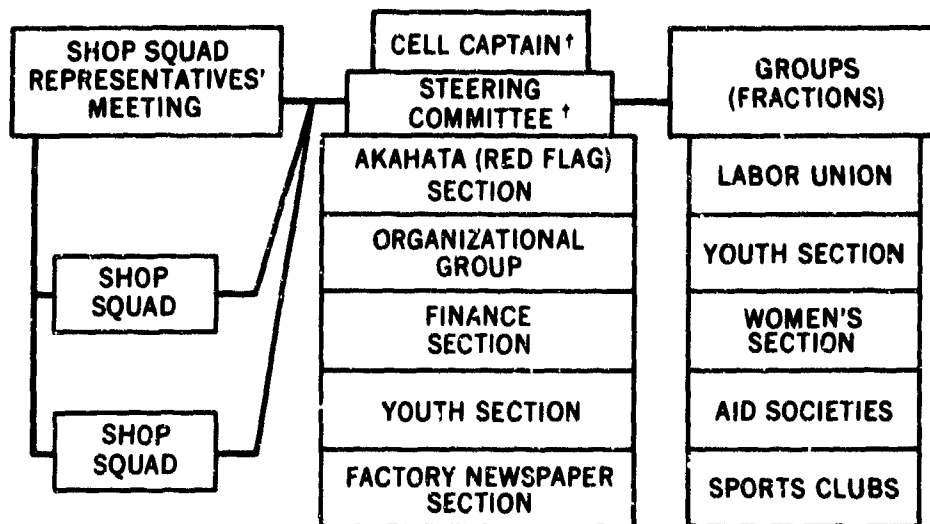 SHOP SQUAD
REPRESENTATIVES'
MEETING
SHOP
SQUAD
SHOP
SQUAD
CELL CAPTAIN†
STEERING
COMMITTEE†
AKAHATA (RED FLAG)
SECTION
ORGANIZATIONAL
GROUP
FINANCE
SECTION
YOUTH SECTION
FACTORY NEWSPAPER
SECTION
GROUPS
(FRACTIONS)
LABOR UNION
YOUTH SECTION
WOMEN'S
SECTION
AID SOCIETIES
SPORTS CLUBS